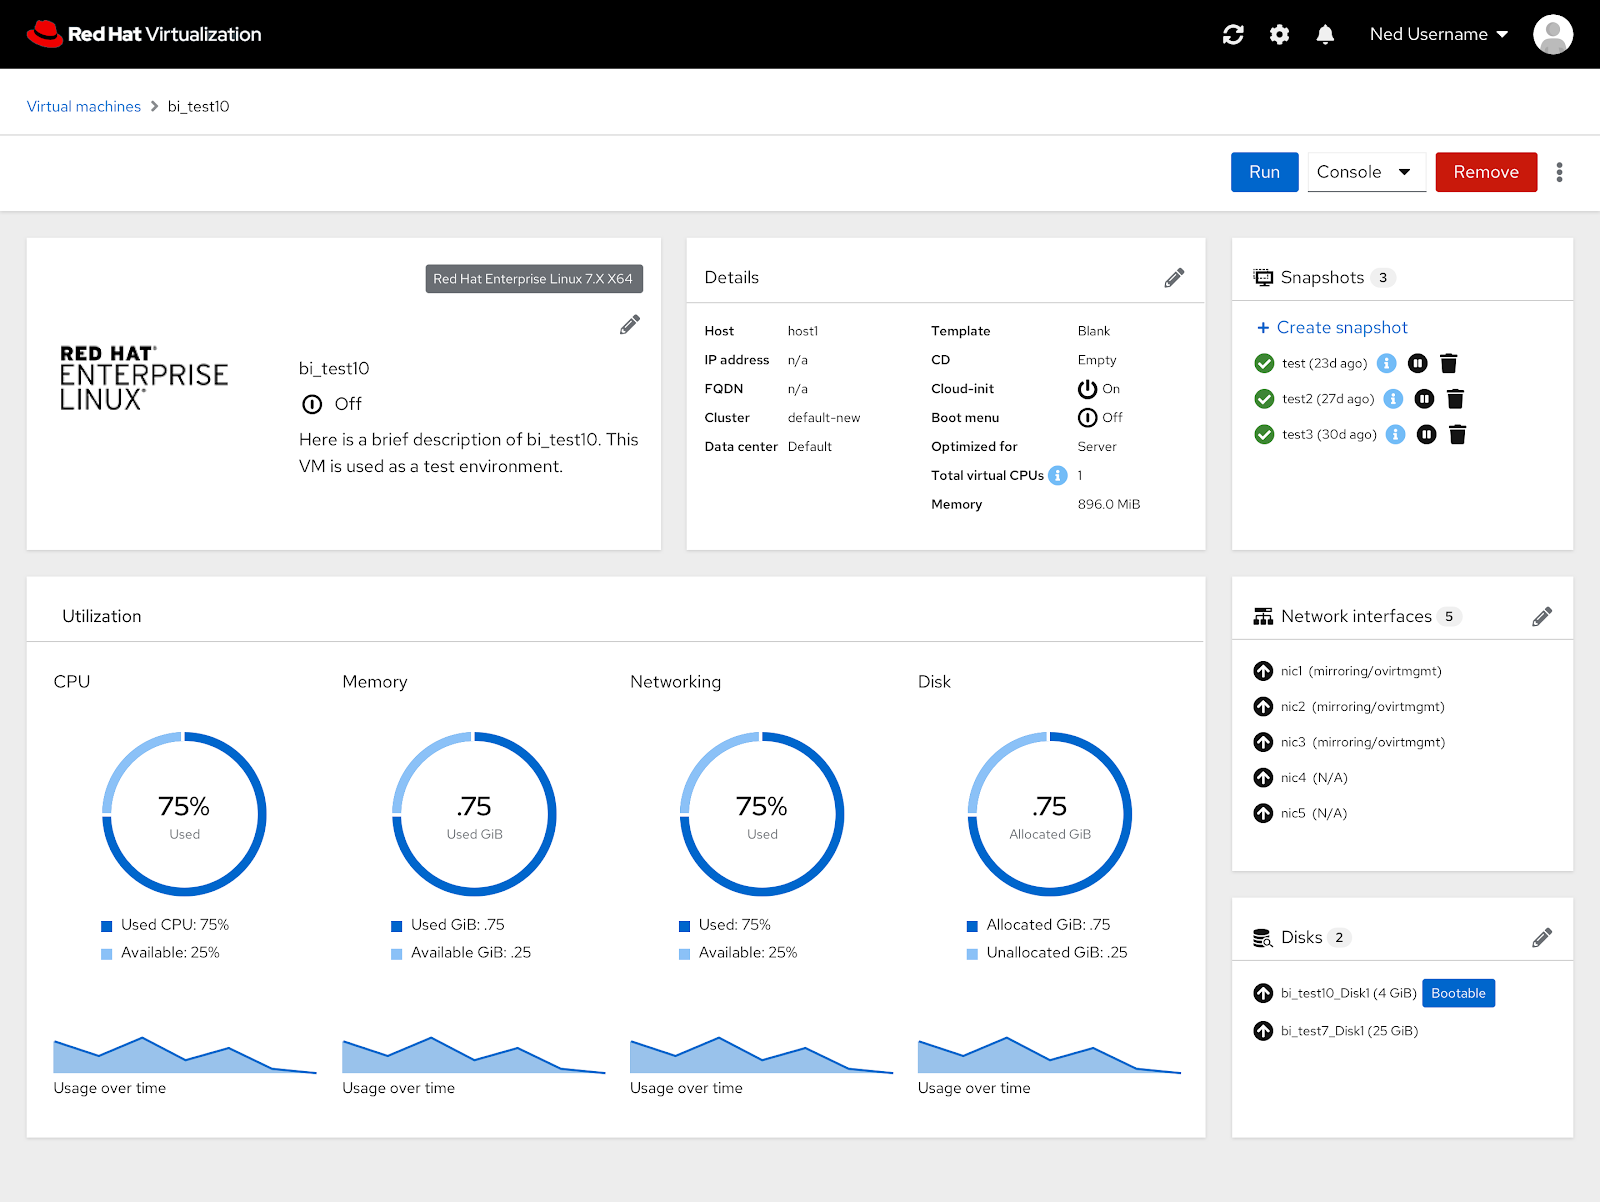 Red Hat Virtualization
Ned Username
Virtual machines
bi_test10
Run
Console
Remove
Red Hat Enterprise Linux 7.X X64
RED HAT®
ENTERPRISE
LINUX®
bi_test10
Off
Here is a brief description of bi_test10. This
VM is used as a test environment.
Details
Host host1
IP address n/a
FQDN n/a
Cluster default-new
Data center Default
Template Blank
CD Empty
Cloud-init On
Boot menu Off
Optimized for Server
Total virtual CPUs i 1
Memory 896.0 MiB
Snapshots 3
+ Create snapshot
test (23d ago) i
test2 (27d ago) i
test3 (30d ago) i
Utilization
CPU
75%
Used
Used CPU: 75%
Available: 25%
Usage over time
Memory
.75
Used GiB
Used GiB: .75
Available GiB: .25
Usage over time
Networking
75%
Used
Used: 75%
Available: 25%
Usage over time
Disk
.75
Allocated GiB
Allocated GiB: .75
Unallocated GiB: .25
Usage over time
Network interfaces 5
nic1 (mirroring/ovirtmgmt)
nic2 (mirroring/ovirtmgmt)
nic3 (mirroring/ovirtmgmt)
nic4 (N/A)
nic5 (N/A)
Disks 2
bi_test10_Disk1 (4 GiB) Bootable
bi_test7_Disk1 (25 GiB)